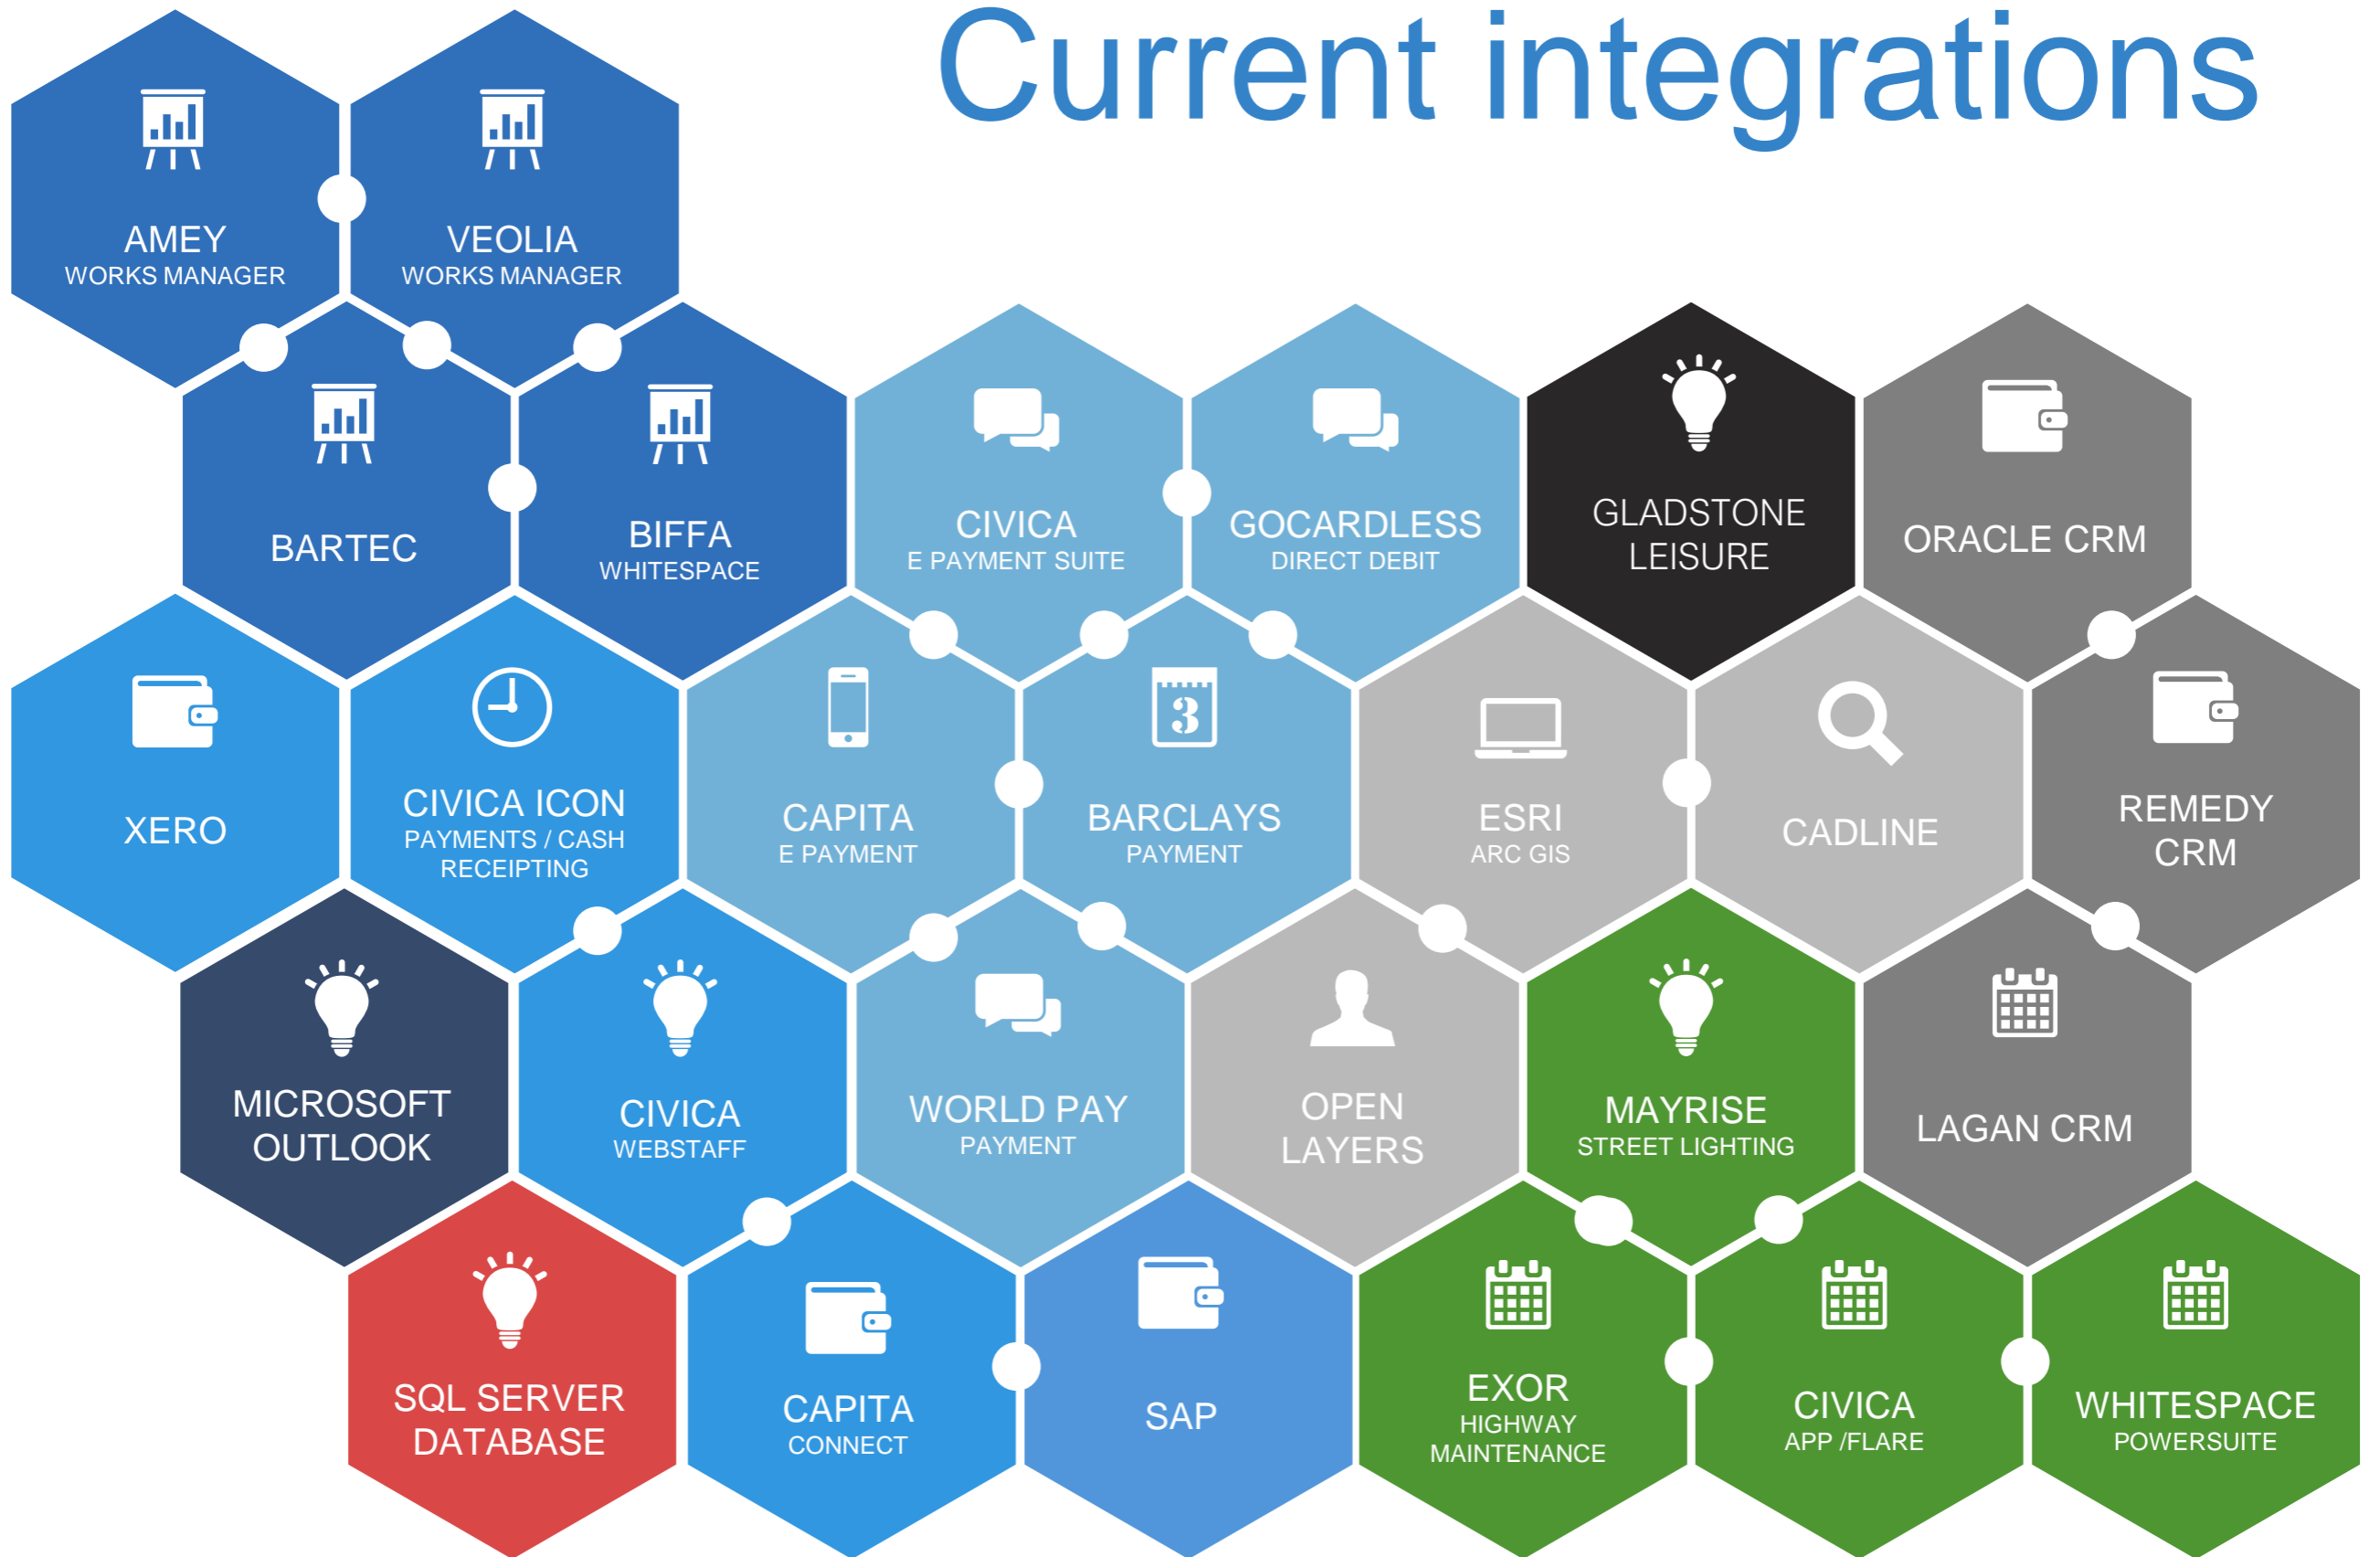 Current integrations
AMEY
WORKS MANAGER
VEOLIA
WORKS MANAGER
BARTEC
BIFFA
WHITESPACE
CIVICA
E PAYMENT SUITE
GOCARDLESS
DIRECT DEBIT
GLADSTONE
LEISURE
ORACLE CRM
XERO
CIVICA ICON
PAYMENTS / CASH
RECEIPTING
CAPITA
E PAYMENT
3
BARCLAYS
PAYMENT
ESRI
ARC GIS
CADLINE
REMEDY
CRM
MICROSOFT
OUTLOOK
CIVICA
WEBSTAFF
WORLD PAY
PAYMENT
OPEN
LAYERS
MAYRISE
STREET LIGHTING
LAGAN CRM
SQL SERVER
DATABASE
CAPITA
CONNECT
SAP
EXOR
HIGHWAY
MAINTENANCE
CIVICA
APP /FLARE
WHITESPACE
POWERSUITE